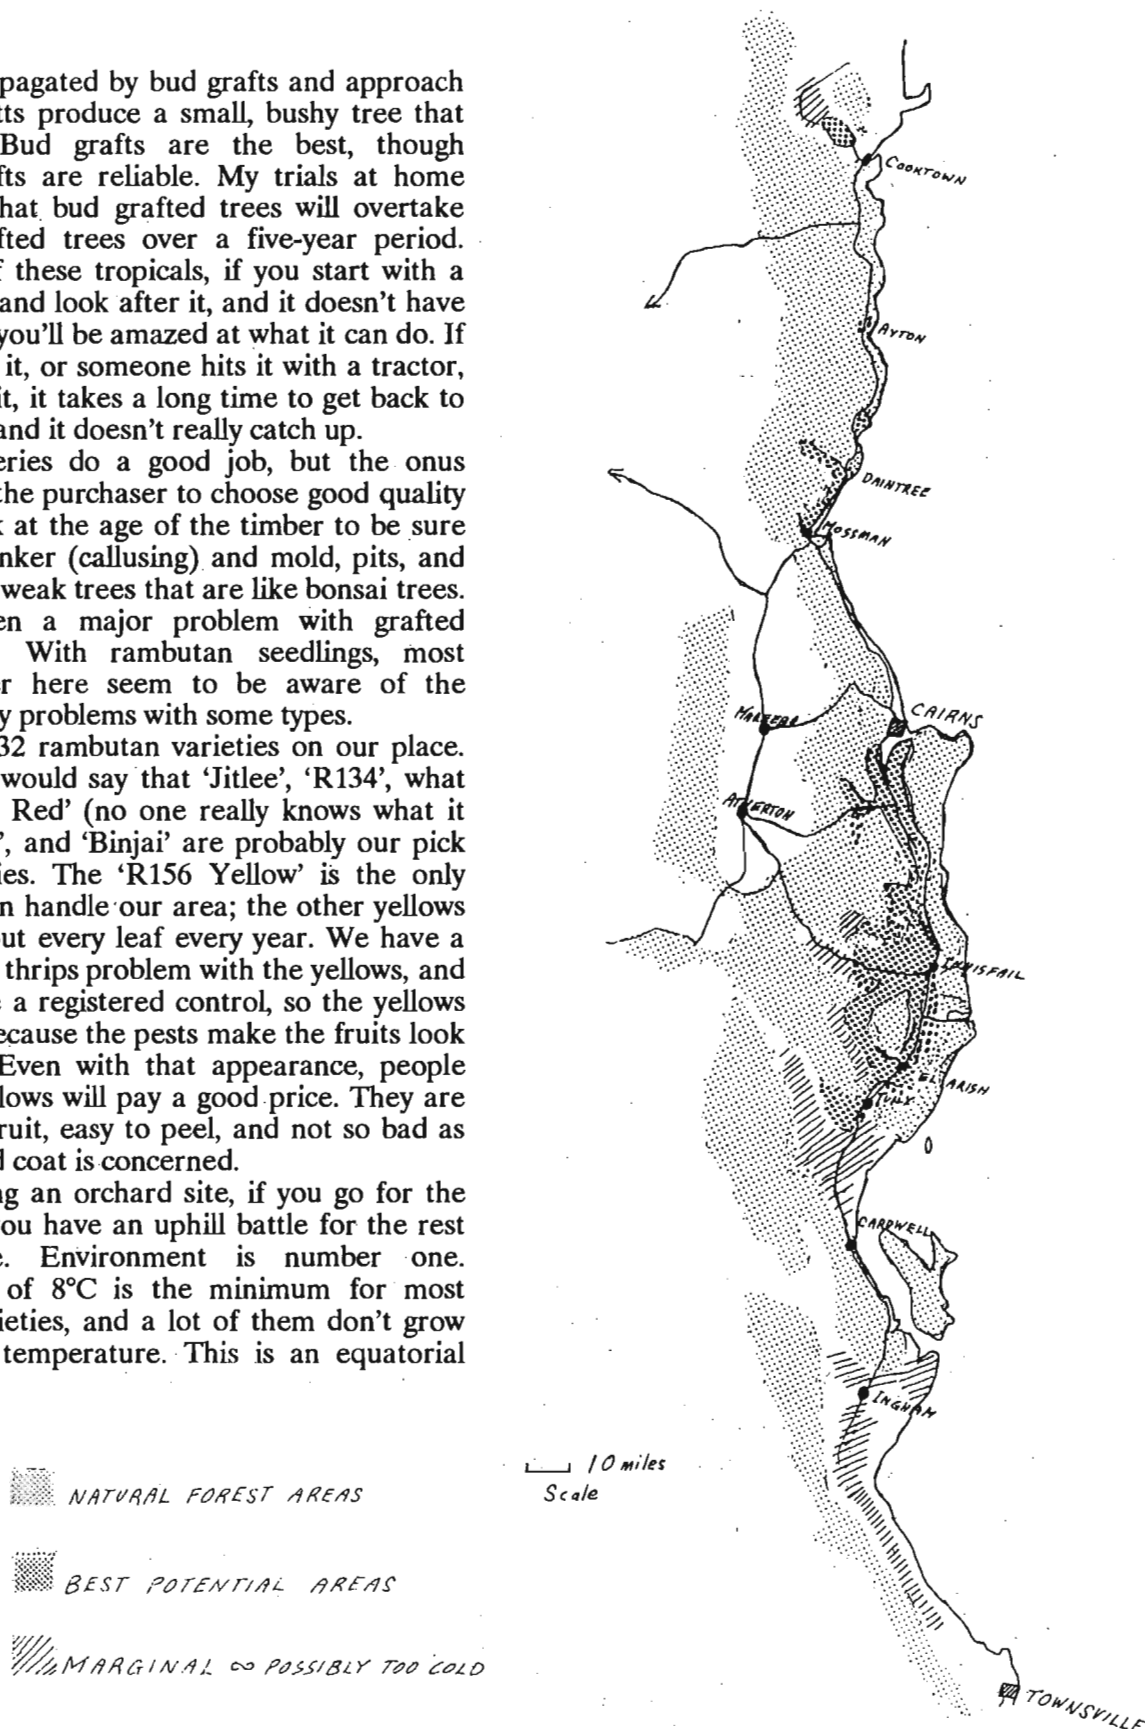 pagated by bud grafts and approach
tts produce a small, bushy tree that
Bud grafts are the best, though
fts are reliable. My trials at home
hat bud grafted trees will overtake
fted trees over a five-year period.
f these tropicals, if you start with a
and look after it, and it doesn't have
you'll be amazed at what it can do. If
it, or someone hits it with a tractor,
it, it takes a long time to get back to
and it doesn't really catch up.
eries do a good job, but the onus
the purchaser to choose good quality
k at the age of the timber to be sure
nker (callusing) and mold, pits, and
weak trees that are like bonsai trees.
en a major problem with grafted
With rambutan seedlings, most
r here seem to be aware of the
y problems with some types.
32 rambutan varieties on our place.
would say that 'Jitlee', 'R134', what
Red' (no one really knows what it
', and 'Binjai' are probably our pick
ies. The 'R156 Yellow' is the only
n handle our area; the other yellows
out every leaf every year. We have a
thrips problem with the yellows, and
e a registered control, so the yellows
ecause the pests make the fruits look
Even with that appearance, people
llows will pay a good price. They are
ruit, easy to peel, and not so bad as
d coat is concerned.
ng an orchard site, if you go for the
ou have an uphill battle for the rest
e. Environment is number one.
of 8°C is the minimum for most
ieties, and a lot of them don't grow
temperature. This is an equatorial
NATURAL FOREST AREAS
BEST POTENTIAL AREAS
MARGINAL ∞ POSSIBLY TOO COLD
10 miles
Scale
COOKTOWN
AYTON
DAINTREE
MOSSMAN
CAIRNS
MAREEBA
ATHERTON
INNISFAIL
EL ARISH
TULLY
CARDWELL
INGHAM
TOWNSVILLE